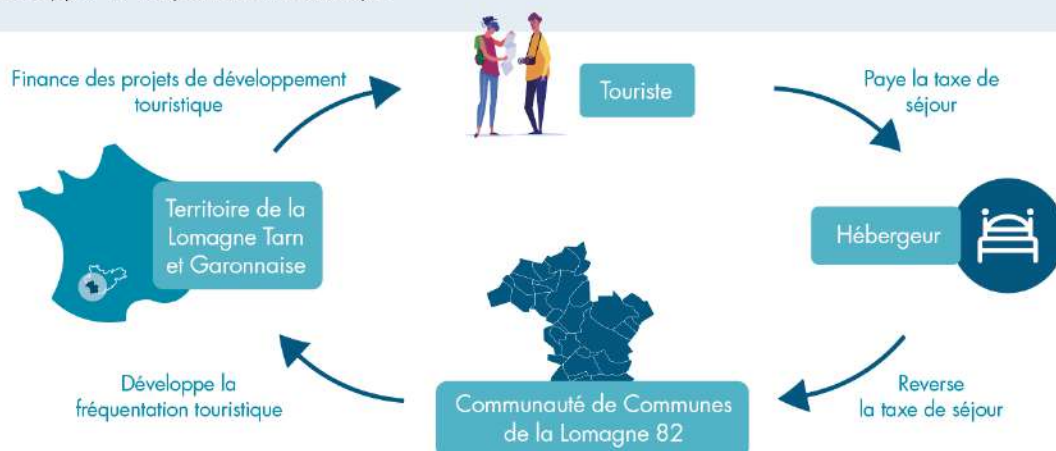 Finance des projets de développement
touristique
Touriste
Paye la taxe de
séjour
Territoire de la
Lomagne Tarn
et Garonnaise
Hébergeur
Développe la
fréquentation touristique
Communauté de Communes
de la Lomagne 82
Reverse
la taxe de séjour